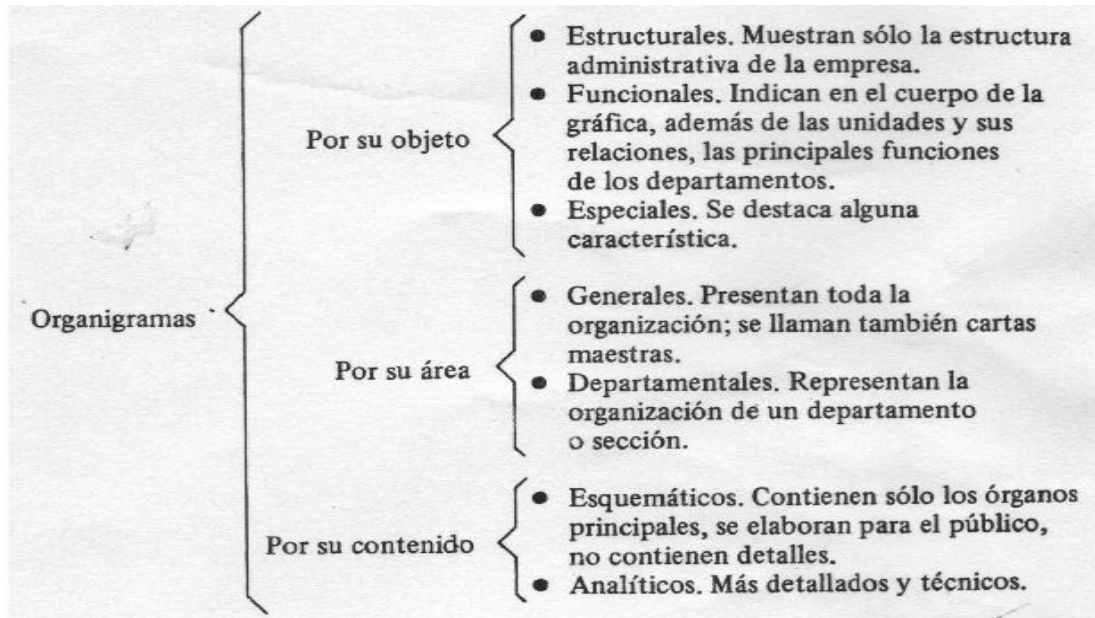 Organigramas
Por su objeto
● Estructurales. Muestran sólo la estructura
administrativa de la empresa.
● Funcionales. Indican en el cuerpo de la
gráfica, además de las unidades y sus
relaciones, las principales funciones
de los departamentos.
● Especiales. Se destaca alguna
característica.
Por su área
● Generales. Presentan toda la
organización; se llaman también cartas
maestras.
● Departamentales. Representan la
organización de un departamento
o sección.
Por su contenido
● Esquemáticos. Contienen sólo los órganos
principales, se elaboran para el público,
no contienen detalles.
● Analíticos. Más detallados y técnicos.